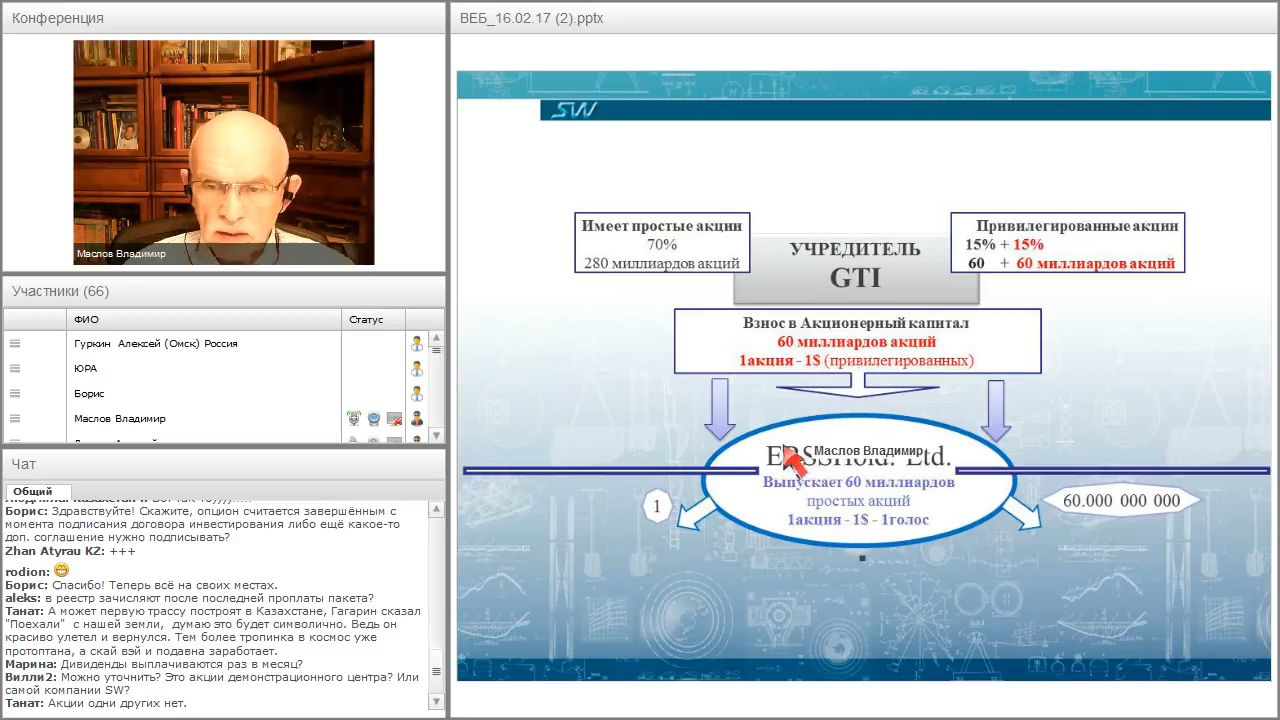 Конференция
Маслов Владимир
Участники (66)
ФИО
Статус
Гуркин Алексей (Омск) Россия
ЮРА
Борис
Маслов Владимир
Чат
Общий
Борис: Здравствуйте! Скажите опцион считается завершённым с
момента подписания договора инвестрования либо ещё какое-то
доп. соглашение нужно подписывать?
Zhan Atyrau KZ: +++
rodion:
Борис: Спасибо! Теперь всё на своих местах.
aleks: в реестр зачисляют после последней проплаты пакета?
Танат: А может первую трассу построят в Казахстане, Гагарин сказал
"Поехали" с нашей земли, думаю это будет символично. Ведь он
красиво улетел и вернулся. Тем более тропинка в космос уже
протоптана, а скай вэй и подавна заработает.
Марина: Дивиденды выплачиваются раз в месяц?
Вилли2: Можно уточнить? Это акции демонстрационного центра? Или
самой компании SW?
Танат: Акции одни других нет.
ВЕБ_16.02.17 (2).pptx
SW
Имеет простые акции
70%
280 миллиардов акций
УЧРЕДИТЕЛЬ
GTI
Привилегированные акции
15% + 15%
60 + 60 миллиардов акций
Взнос в Акционерный капитал
60 миллиардов акций
1акция - 1$ (привилегированных)
Маслов Владимир
Ltd.
Выпускает 60 миллиардов
простых акций
1акция - 1$ - 1голос
1
60.000 000 000